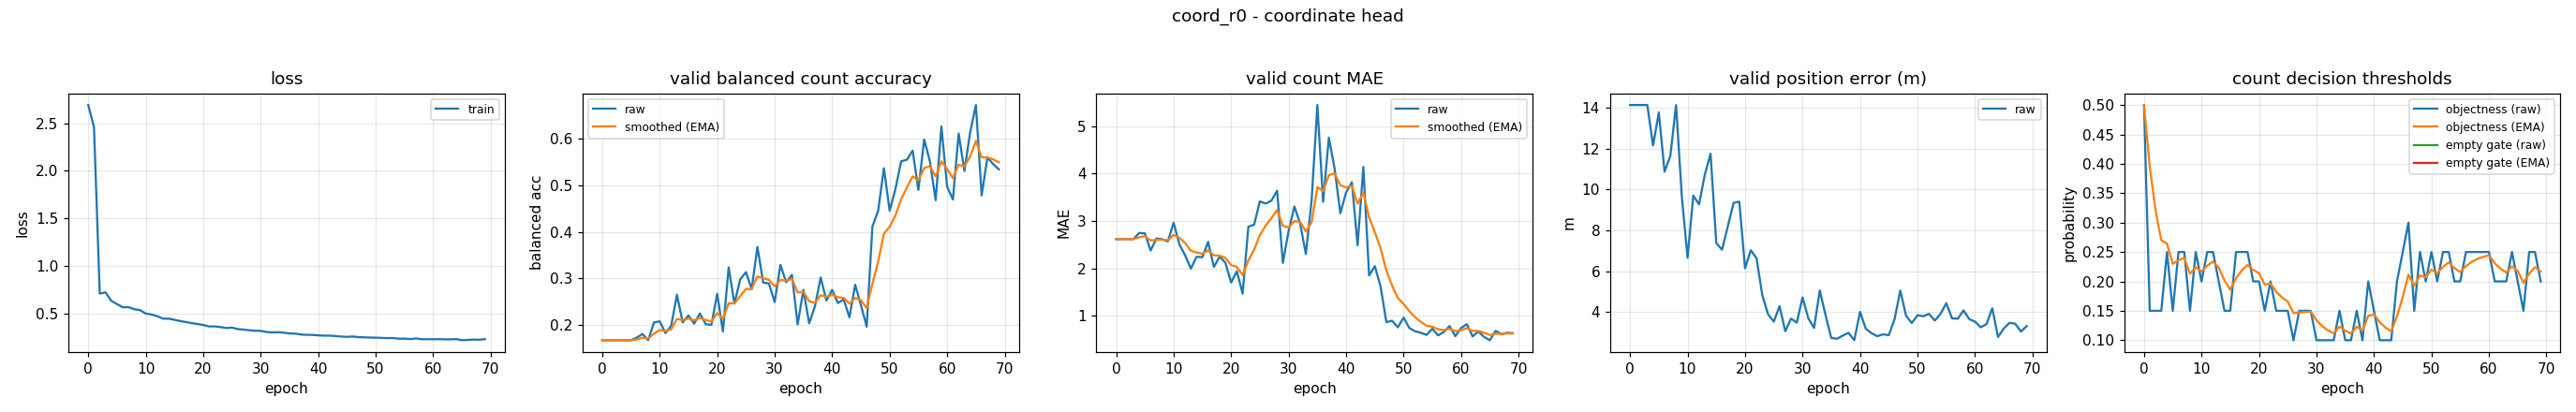 coord_r0 - coordinate head
loss
train
loss
2.5
2.0
1.5
1.0
0.5
0 10 20 30 40 50 60 70
epoch
valid balanced count accuracy
raw
smoothed (EMA)
balanced acc
0.6
0.5
0.4
0.3
0.2
0 10 20 30 40 50 60 70
epoch
valid count MAE
raw
smoothed (EMA)
MAE
5
4
3
2
1
0 10 20 30 40 50 60 70
epoch
valid position error (m)
raw
m
14
12
10
8
6
4
0 10 20 30 40 50 60 70
epoch
count decision thresholds
objectness (raw)
objectness (EMA)
empty gate (raw)
empty gate (EMA)
probability
0.50
0.45
0.40
0.35
0.30
0.25
0.20
0.15
0.10
0 10 20 30 40 50 60 70
epoch